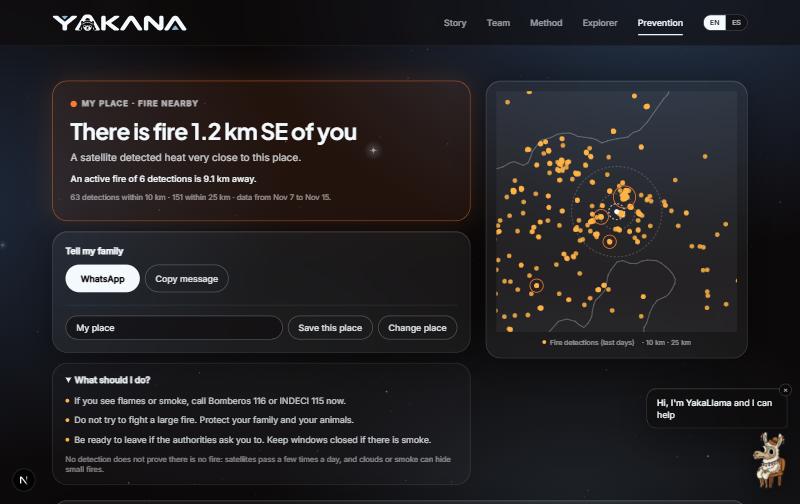 YAKANA
Story
Team
Method
Explorer
Prevention
EN
ES
MY PLACE · FIRE NEARBY
There is fire 1.2 km SE of you
A satellite detected heat very close to this place.
An active fire of 6 detections is 9.1 km away.
63 detections within 10 km · 151 within 25 km · data from Nov 7 to Nov 15.
Tell my family
WhatsApp
Copy message
My place
Save this place
Change place
Fire detections (last days) · 10 km · 25 km
▼ What should I do?
If you see flames or smoke, call Bomberos 116 or INDECI 115 now.
Do not try to fight a large fire. Protect your family and your animals.
Be ready to leave if the authorities ask you to. Keep windows closed if there is smoke.
No detection does not prove there is no fire: satellites pass a few times a day, and clouds or smoke can hide
small fires.
Hi, I'm YakaLlama and I can
help
N